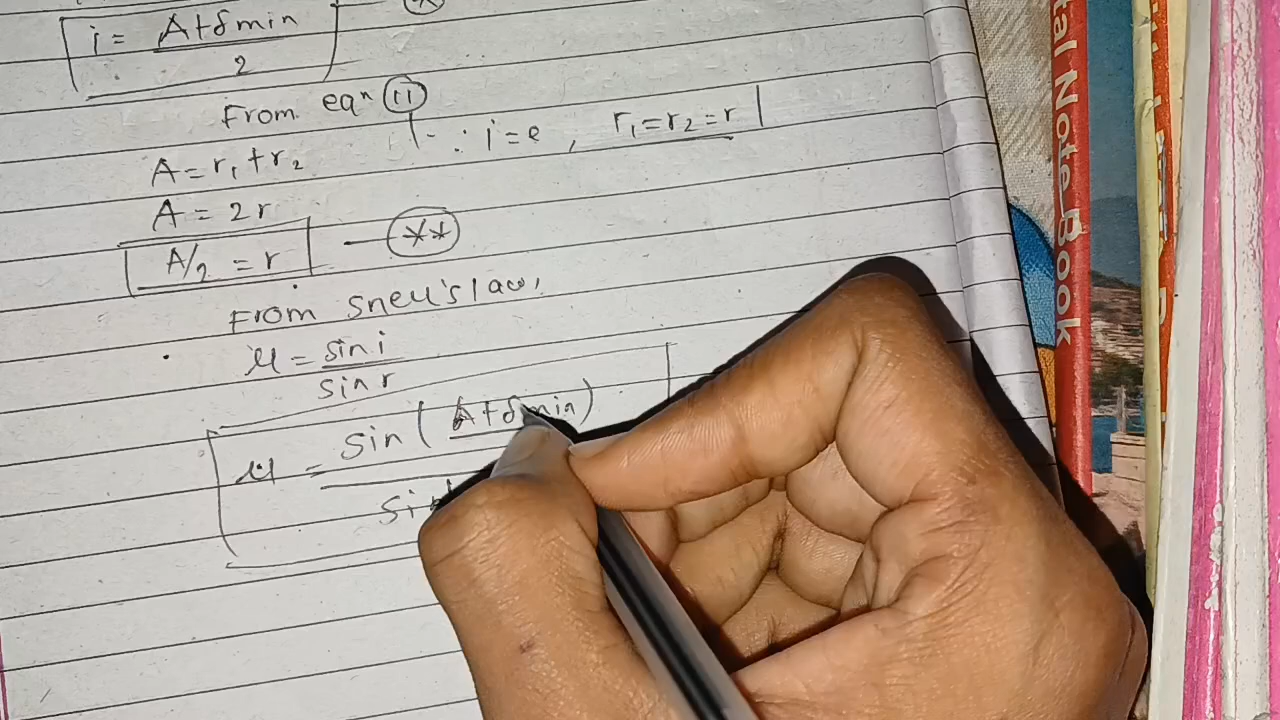 i = A+δmin
2
From eqⁿ (11)
∵ i=e , r₁=r₂=r
A=r₁+r₂
A = 2r
A/2 = r — (**)
From Snell's law,
μ = sin i
sin r
μ = sin ( A+δmin )
sin
tal Note Book